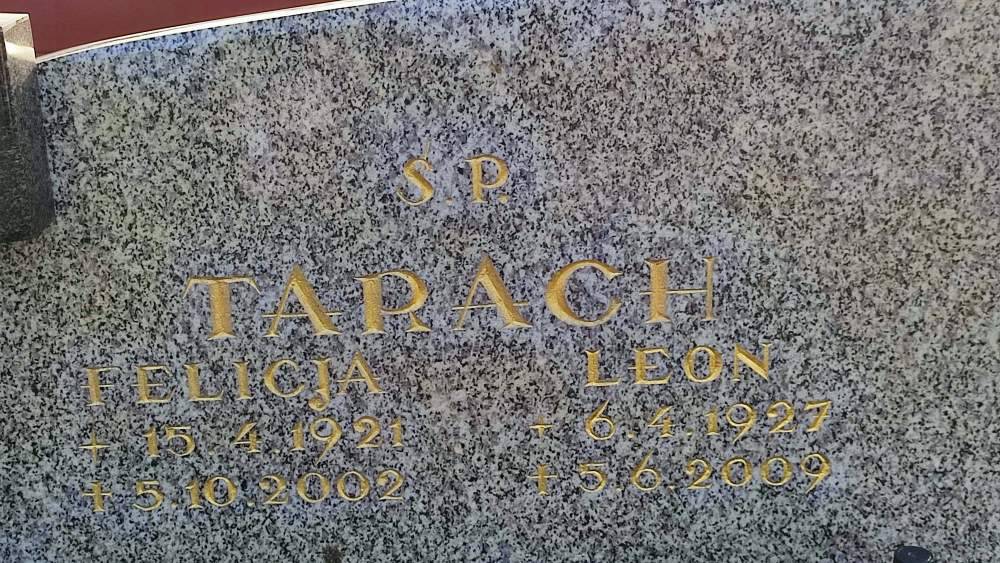 Ś.P.
TARACH
FELICJA
+ 15.4.1921
+ 5.10.2002
LEON
+ 6.4.1927
+ 5.6.2009